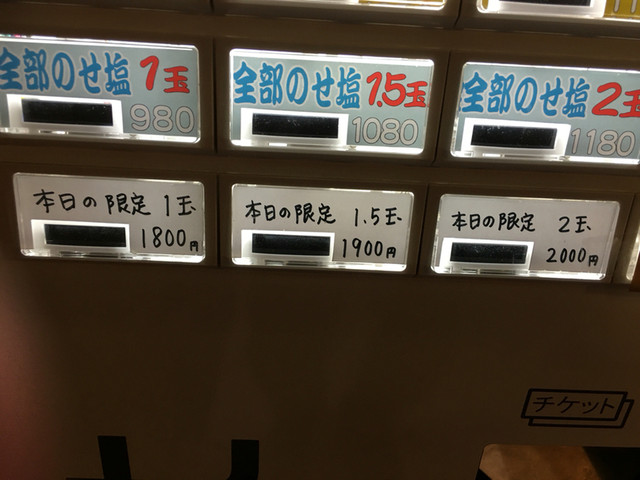 全部のせ塩 1玉
980
全部のせ塩 1.5玉
1080
全部のせ塩 2玉
1180
本日の限定 1玉
1800円
本日の限定 1.5玉
1900円
本日の限定 2玉
2000円
チケット